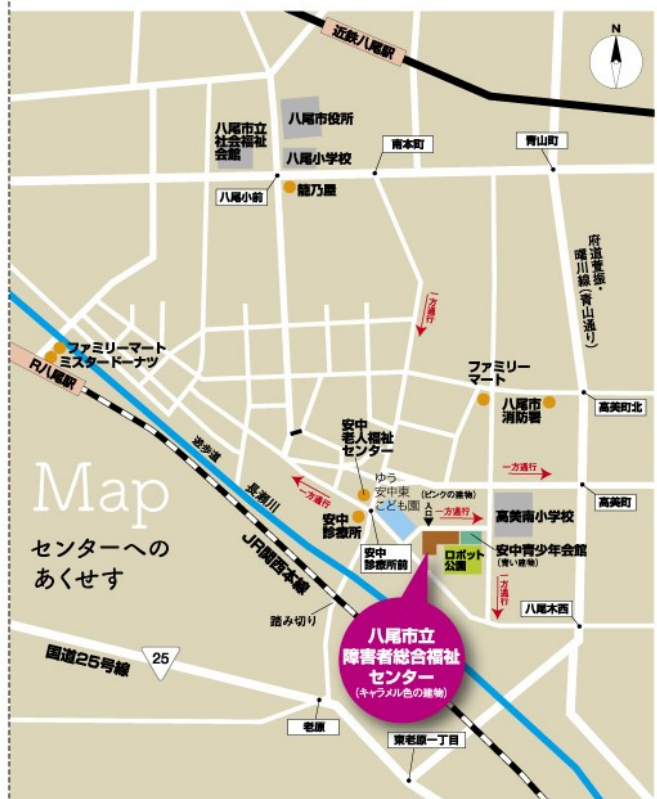 N
近鉄八尾駅
八尾市立
社会福祉
会館
八尾市役所
八尾小学校
南本町
青山町
八尾小前
龍乃屋
府道荒振・
曙川線(青山通り)
一方通行
ファミリーマート
ミスタードーナツ
R八尾駅
ファミリー
マート
八尾市
消防署
高美町北
安中
老人福祉
センター
遊歩道
一方通行
ゆう
安中東
こども園
一方通行
(ピンクの建物)
入口
一方通行
高美町
高美南小学校
長瀬川
安中
診療所
安中
診療所前
ロボット
公園
安中青少年会館
(青い建物)
Map
センターへの
あくせす
JR関西本線
一方通行
八尾木西
踏み切り
八尾市立
障害者総合福祉
センター
(キャラメル色の建物)
国道25号線
25
老原
東老原一丁目